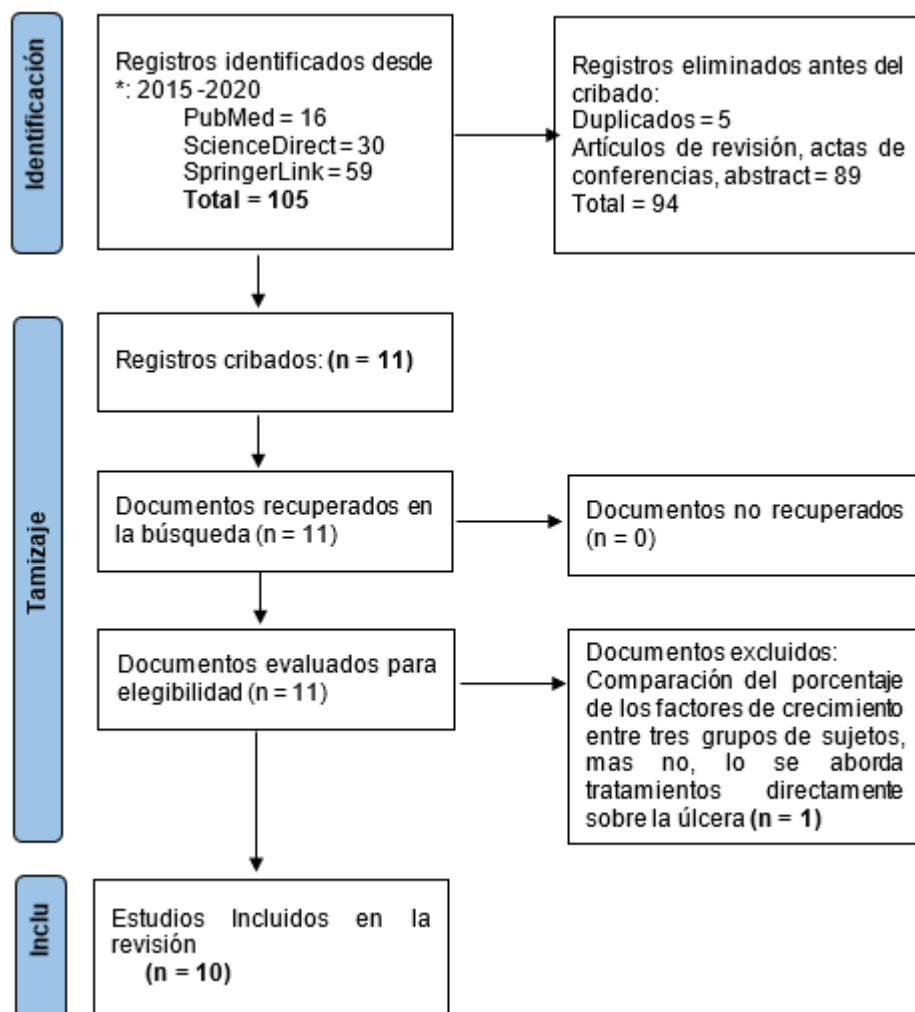 Identificación
Registros identificados desde
*: 2015 -2020
PubMed = 16
ScienceDirect = 30
SpringerLink = 59
Total = 105
Registros eliminados antes del
cribado:
Duplicados = 5
Artículos de revisión, actas de
conferencias, abstract = 89
Total = 94
Tamizaje
Registros cribados: (n = 11)
Documentos recuperados en
la búsqueda (n = 11)
Documentos no recuperados
(n = 0)
Documentos evaluados para
elegibilidad (n = 11)
Documentos excluidos:
Comparación del porcentaje
de los factores de crecimiento
entre tres grupos de sujetos,
mas no, lo se aborda
tratamientos directamente
sobre la úlcera (n = 1)
Inclu
Estudios Incluidos en la
revisión
(n = 10)